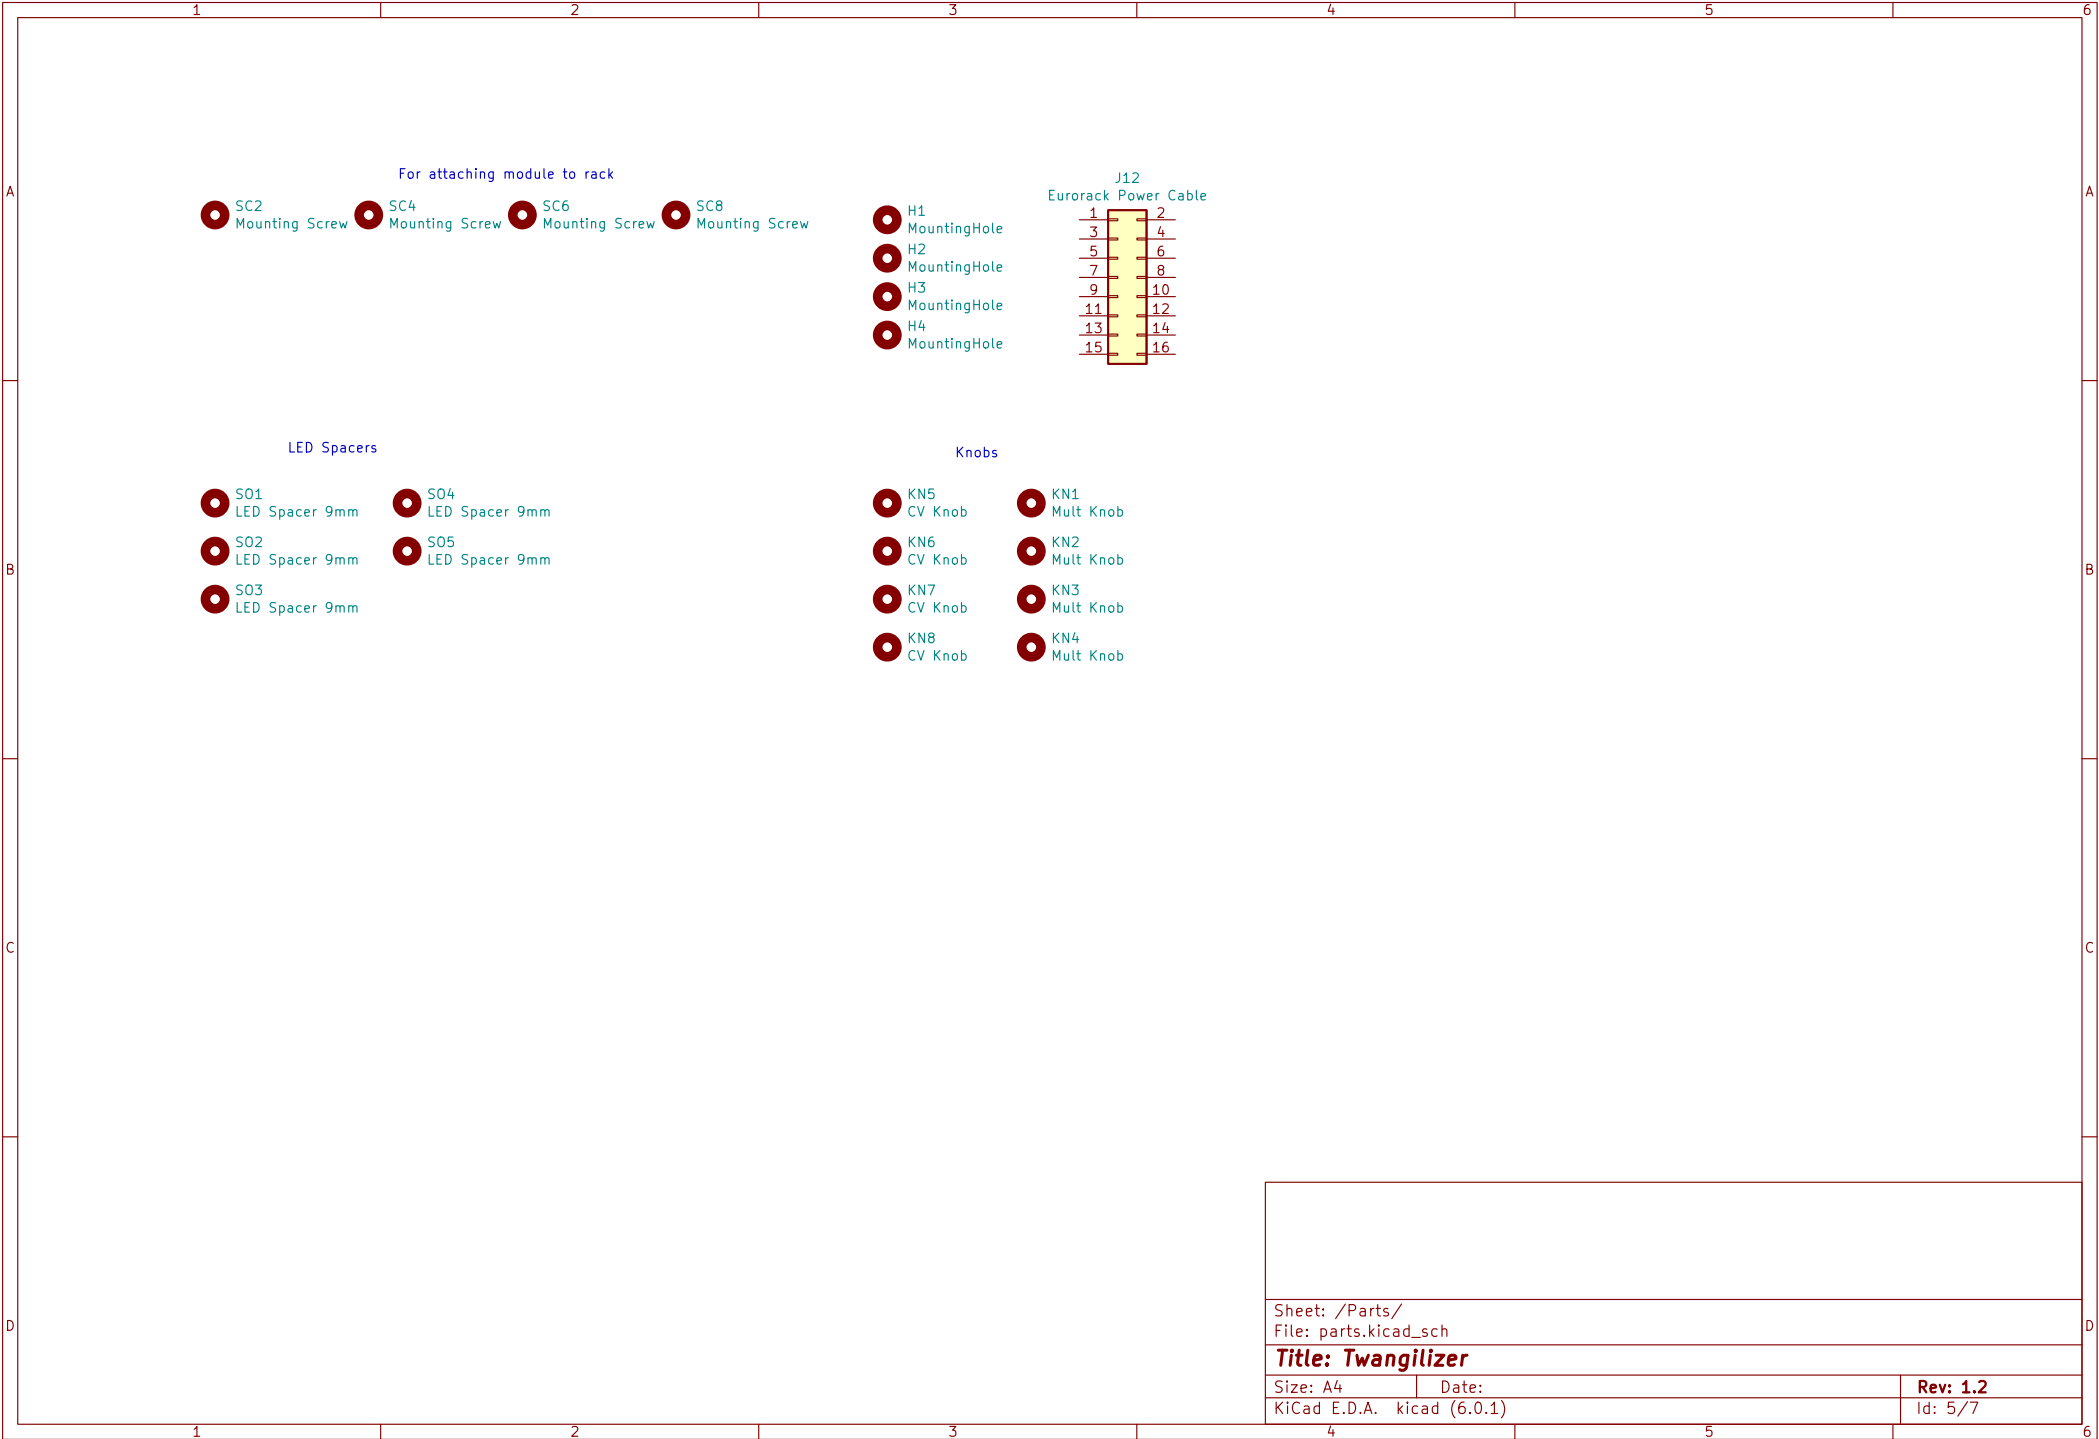 1 2 3 4 5 6
For attaching module to rack
SC2
Mounting Screw
SC4
Mounting Screw
SC6
Mounting Screw
SC8
Mounting Screw
H1
MountingHole
H2
MountingHole
H3
MountingHole
H4
MountingHole
J12
Eurorack Power Cable
1 2
3 4
5 6
7 8
9 10
11 12
13 14
15 16
A A
LED Spacers
SO1
LED Spacer 9mm
SO2
LED Spacer 9mm
SO3
LED Spacer 9mm
SO4
LED Spacer 9mm
SO5
LED Spacer 9mm
Knobs
KN5
CV Knob
KN6
CV Knob
KN7
CV Knob
KN8
CV Knob
KN1
Mult Knob
KN2
Mult Knob
KN3
Mult Knob
KN4
Mult Knob
B B
C C
D D
Sheet: /Parts/
File: parts.kicad_sch
Title: Twangilizer
Size: A4 Date: Rev: 1.2
KiCad E.D.A. kicad (6.0.1) Id: 5/7
1 2 3 4 5 6